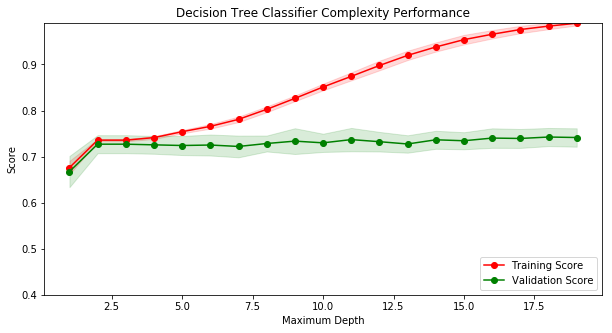 Decision Tree Classifier Complexity Performance
Score
0.9
0.8
0.7
0.6
0.5
0.4
2.5 5.0 7.5 10.0 12.5 15.0 17.5
Maximum Depth
Training Score
Validation Score